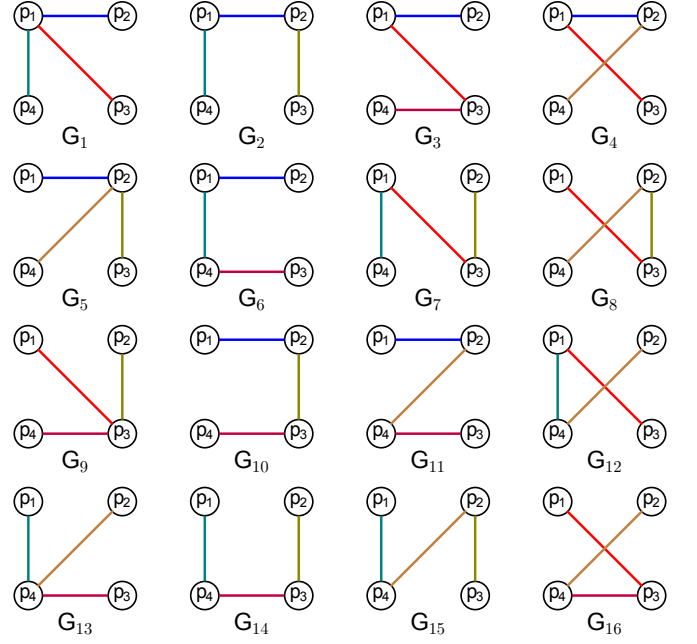 p₁ p₂ p₁ p₂ p₁ p₂ p₁ p₂
p₄ p₃ p₄ p₃ p₄ p₃ p₄ p₃
G₁ G₂ G₃ G₄
p₁ p₂ p₁ p₂ p₁ p₂ p₁ p₂
p₄ p₃ p₄ p₃ p₄ p₃ p₄ p₃
G₅ G₆ G₇ G₈
p₁ p₂ p₁ p₂ p₁ p₂ p₁ p₂
p₄ p₃ p₄ p₃ p₄ p₃ p₄ p₃
G₉ G₁₀ G₁₁ G₁₂
p₁ p₂ p₁ p₂ p₁ p₂ p₁ p₂
p₄ p₃ p₄ p₃ p₄ p₃ p₄ p₃
G₁₃ G₁₄ G₁₅ G₁₆